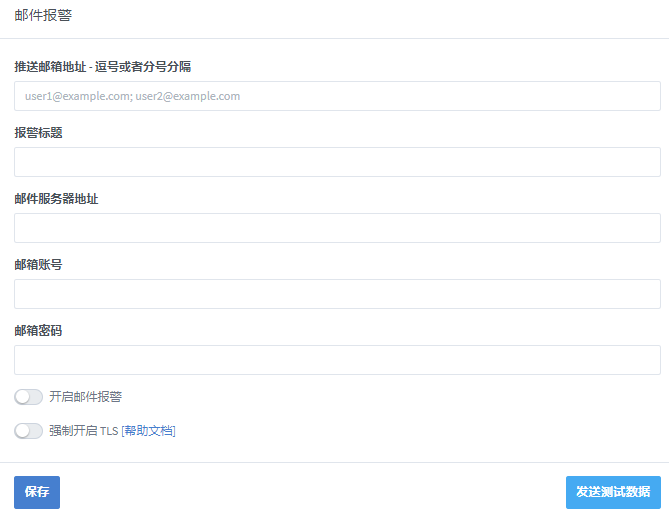 邮件报警
推送邮箱地址 - 逗号或者分号分隔
user1@example.com; user2@example.com
报警标题
邮件服务器地址
邮箱账号
邮箱密码
开启邮件报警
强制开启 TLS [帮助文档]
保存
发送测试数据